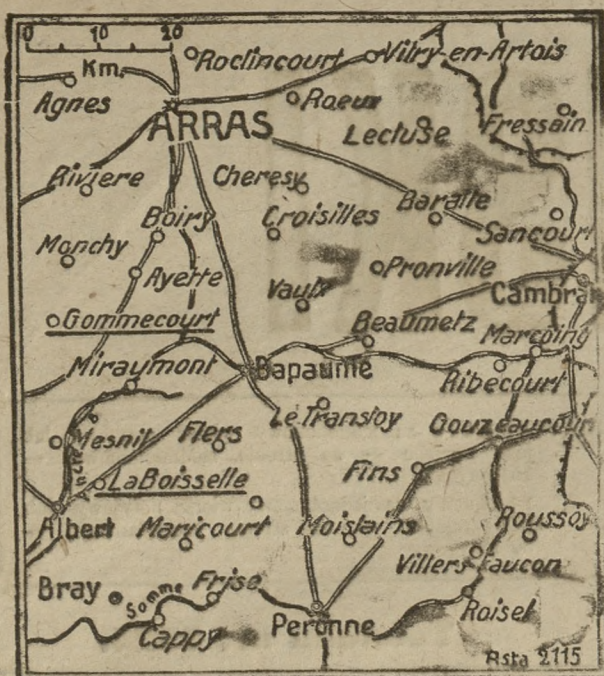 0 10 20
Km.
Roclincourt
Vitry-en-Artois
Agnes
Roeux
ARRAS
Lecluse
Fressain
Riviere
Cheresy
Boiry
Croisilles
Baralle
Sancourt
Monchy
Ayette
Pronville
Vaulx
Cambrai
Gommecourt
Beaumetz
Marcoing
Miraumont
Bapaume
Ribecourt
Le Transloy
Gouzeaucourt
Mesnil
Flers
Fins
La Boisselle
Albert
Maricourt
Moislains
Roussoy
Villers Faucon
Bray
Somme
Frise
Roisel
Cappy
Peronne
Asta 2115